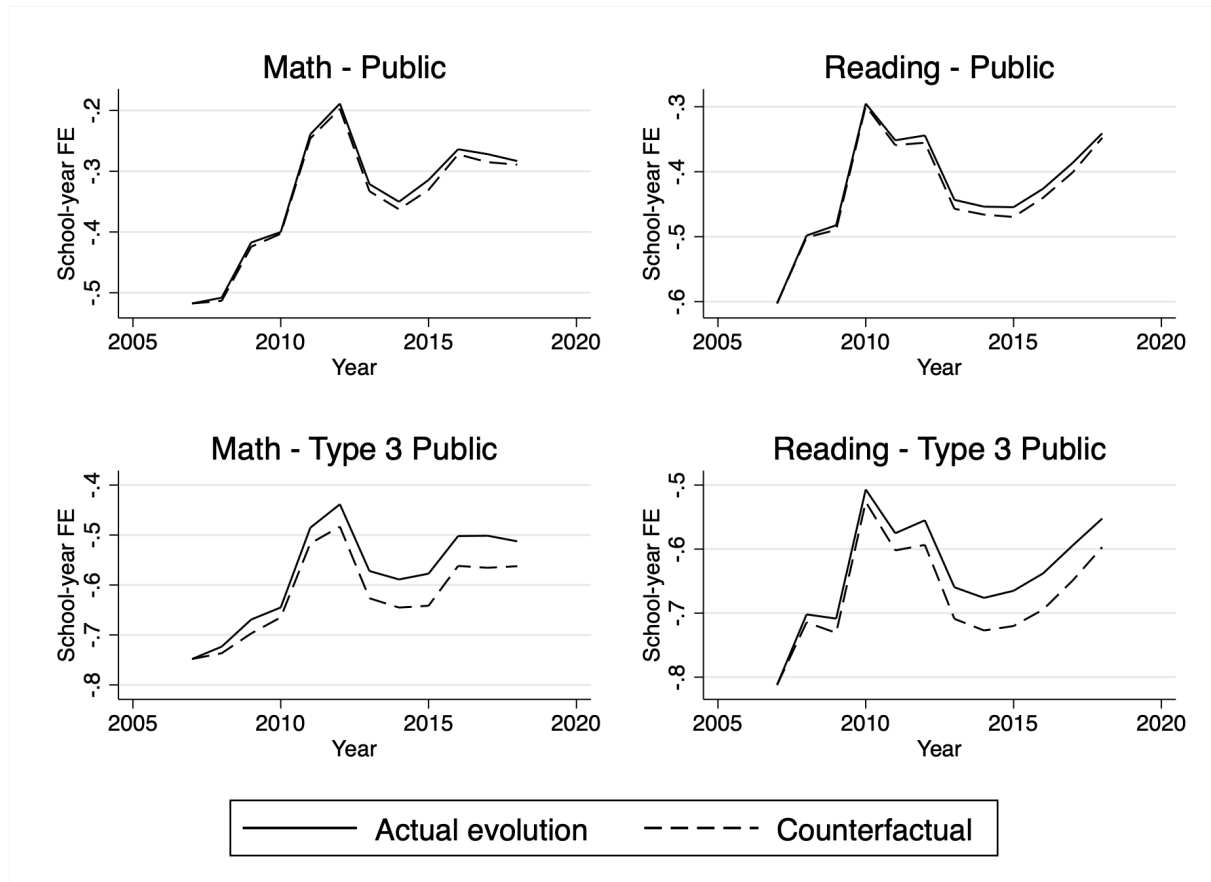 Math - Public
School-year FE
-.2
-.3
-.4
-.5
2005 2010 2015 2020
Year
Reading - Public
School-year FE
-.3
-.4
-.5
-.6
2005 2010 2015 2020
Year
Math - Type 3 Public
School-year FE
-.4
-.5
-.6
-.7
-.8
2005 2010 2015 2020
Year
Reading - Type 3 Public
School-year FE
-.5
-.6
-.7
-.8
2005 2010 2015 2020
Year
Actual evolution Counterfactual